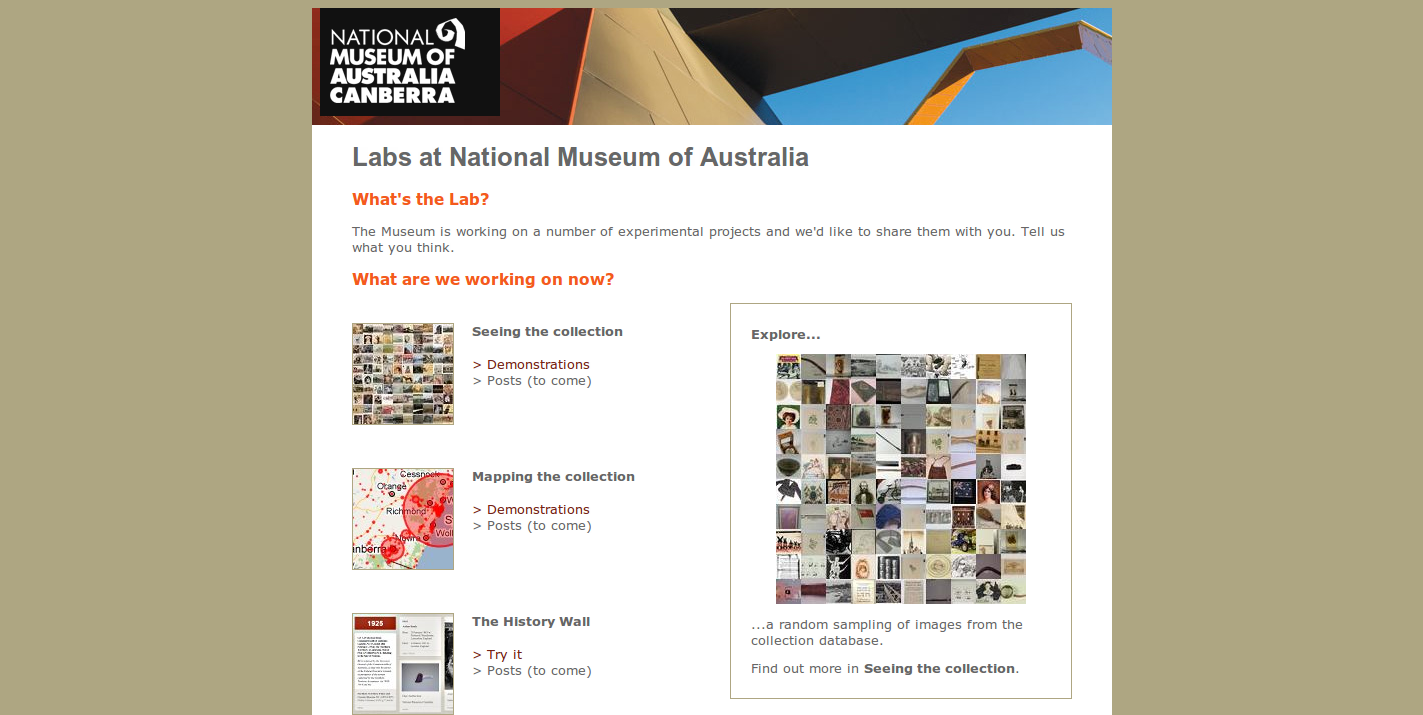 NATIONAL
MUSEUM OF
AUSTRALIA
CANBERRA
Labs at National Museum of Australia
What's the Lab?
The Museum is working on a number of experimental projects and we'd like to share them with you. Tell us
what you think.
What are we working on now?
Seeing the collection
> Demonstrations
> Posts (to come)
Cessnock
Orange
Richmond
Nowra
Mapping the collection
> Demonstrations
> Posts (to come)
1925
The History Wall
> Try it
> Posts (to come)
Explore...
...a random sampling of images from the
collection database.
Find out more in Seeing the collection.